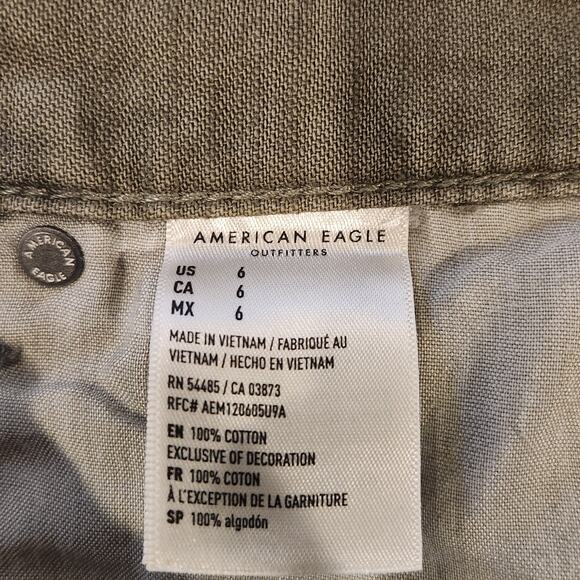 AMERICAN EAGLE
OUTFITTERS
US 6
CA 6
MX 6
MADE IN VIETNAM / FABRIQUÉ AU
VIETNAM / HECHO EN VIETNAM
RN 54485 / CA 03873
RFC# AEM120605U9A
EN 100% COTTON
EXCLUSIVE OF DECORATION
FR 100% COTON
À L'EXCEPTION DE LA GARNITURE
SP 100% algodón
AMERICAN
EAGLE